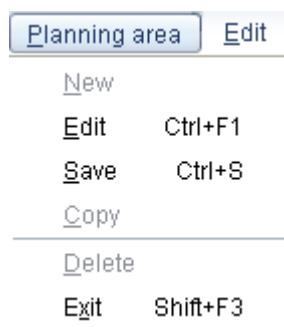 Planning area Edit
New
Edit Ctrl+F1
Save Ctrl+S
Copy
Delete
Exit Shift+F3